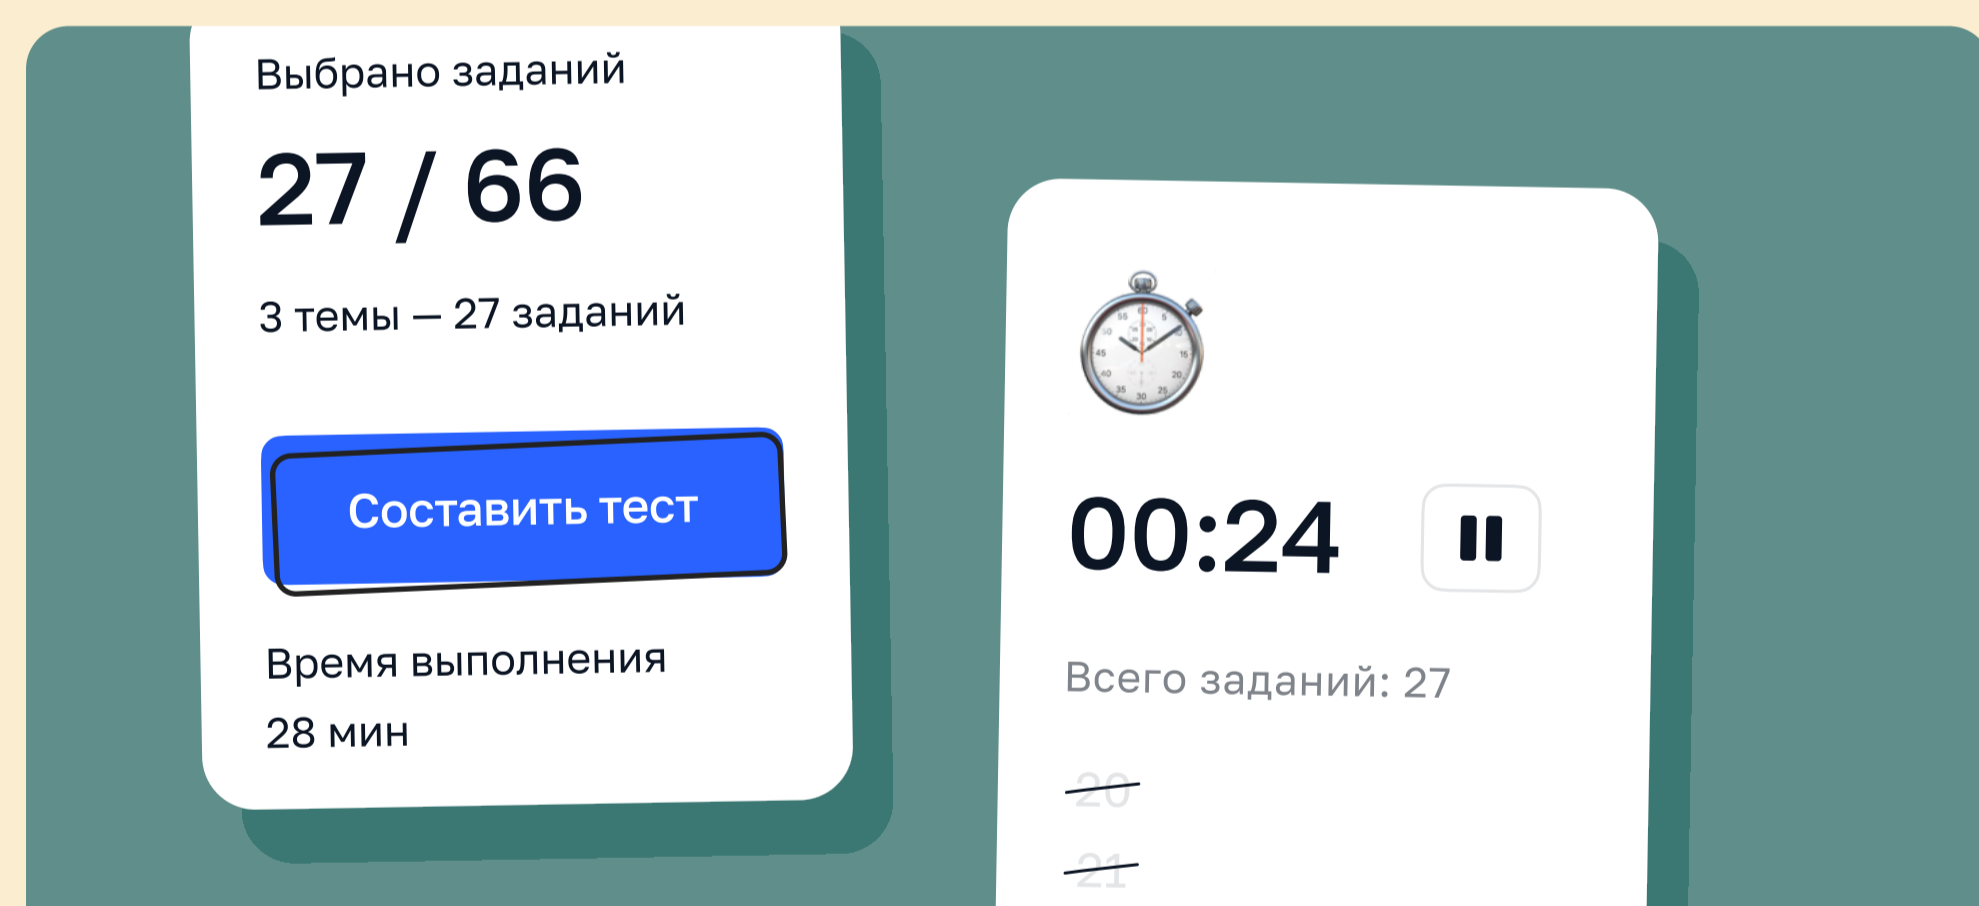 Выбрано заданий
27 / 66
3 темы — 27 заданий
Составить тест
Время выполнения
28 мин
00:24
Всего заданий: 27
20
21